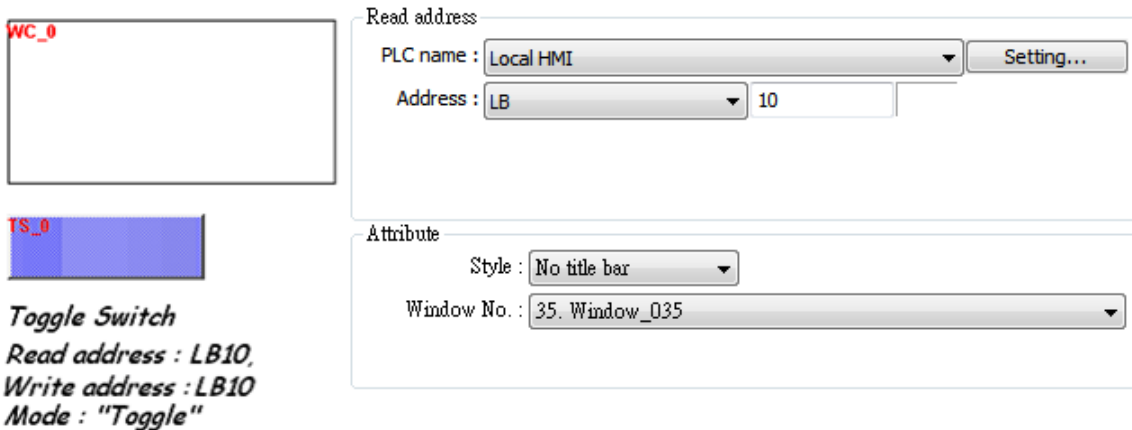 WC_0
TS_0
Toggle Switch
Read address : LB10,
Write address : LB10
Mode : "Toggle"
Read address
PLC name : Local HMI Setting...
Address : LB 10
Attribute
Style : No title bar
Window No. : 35. Window_035